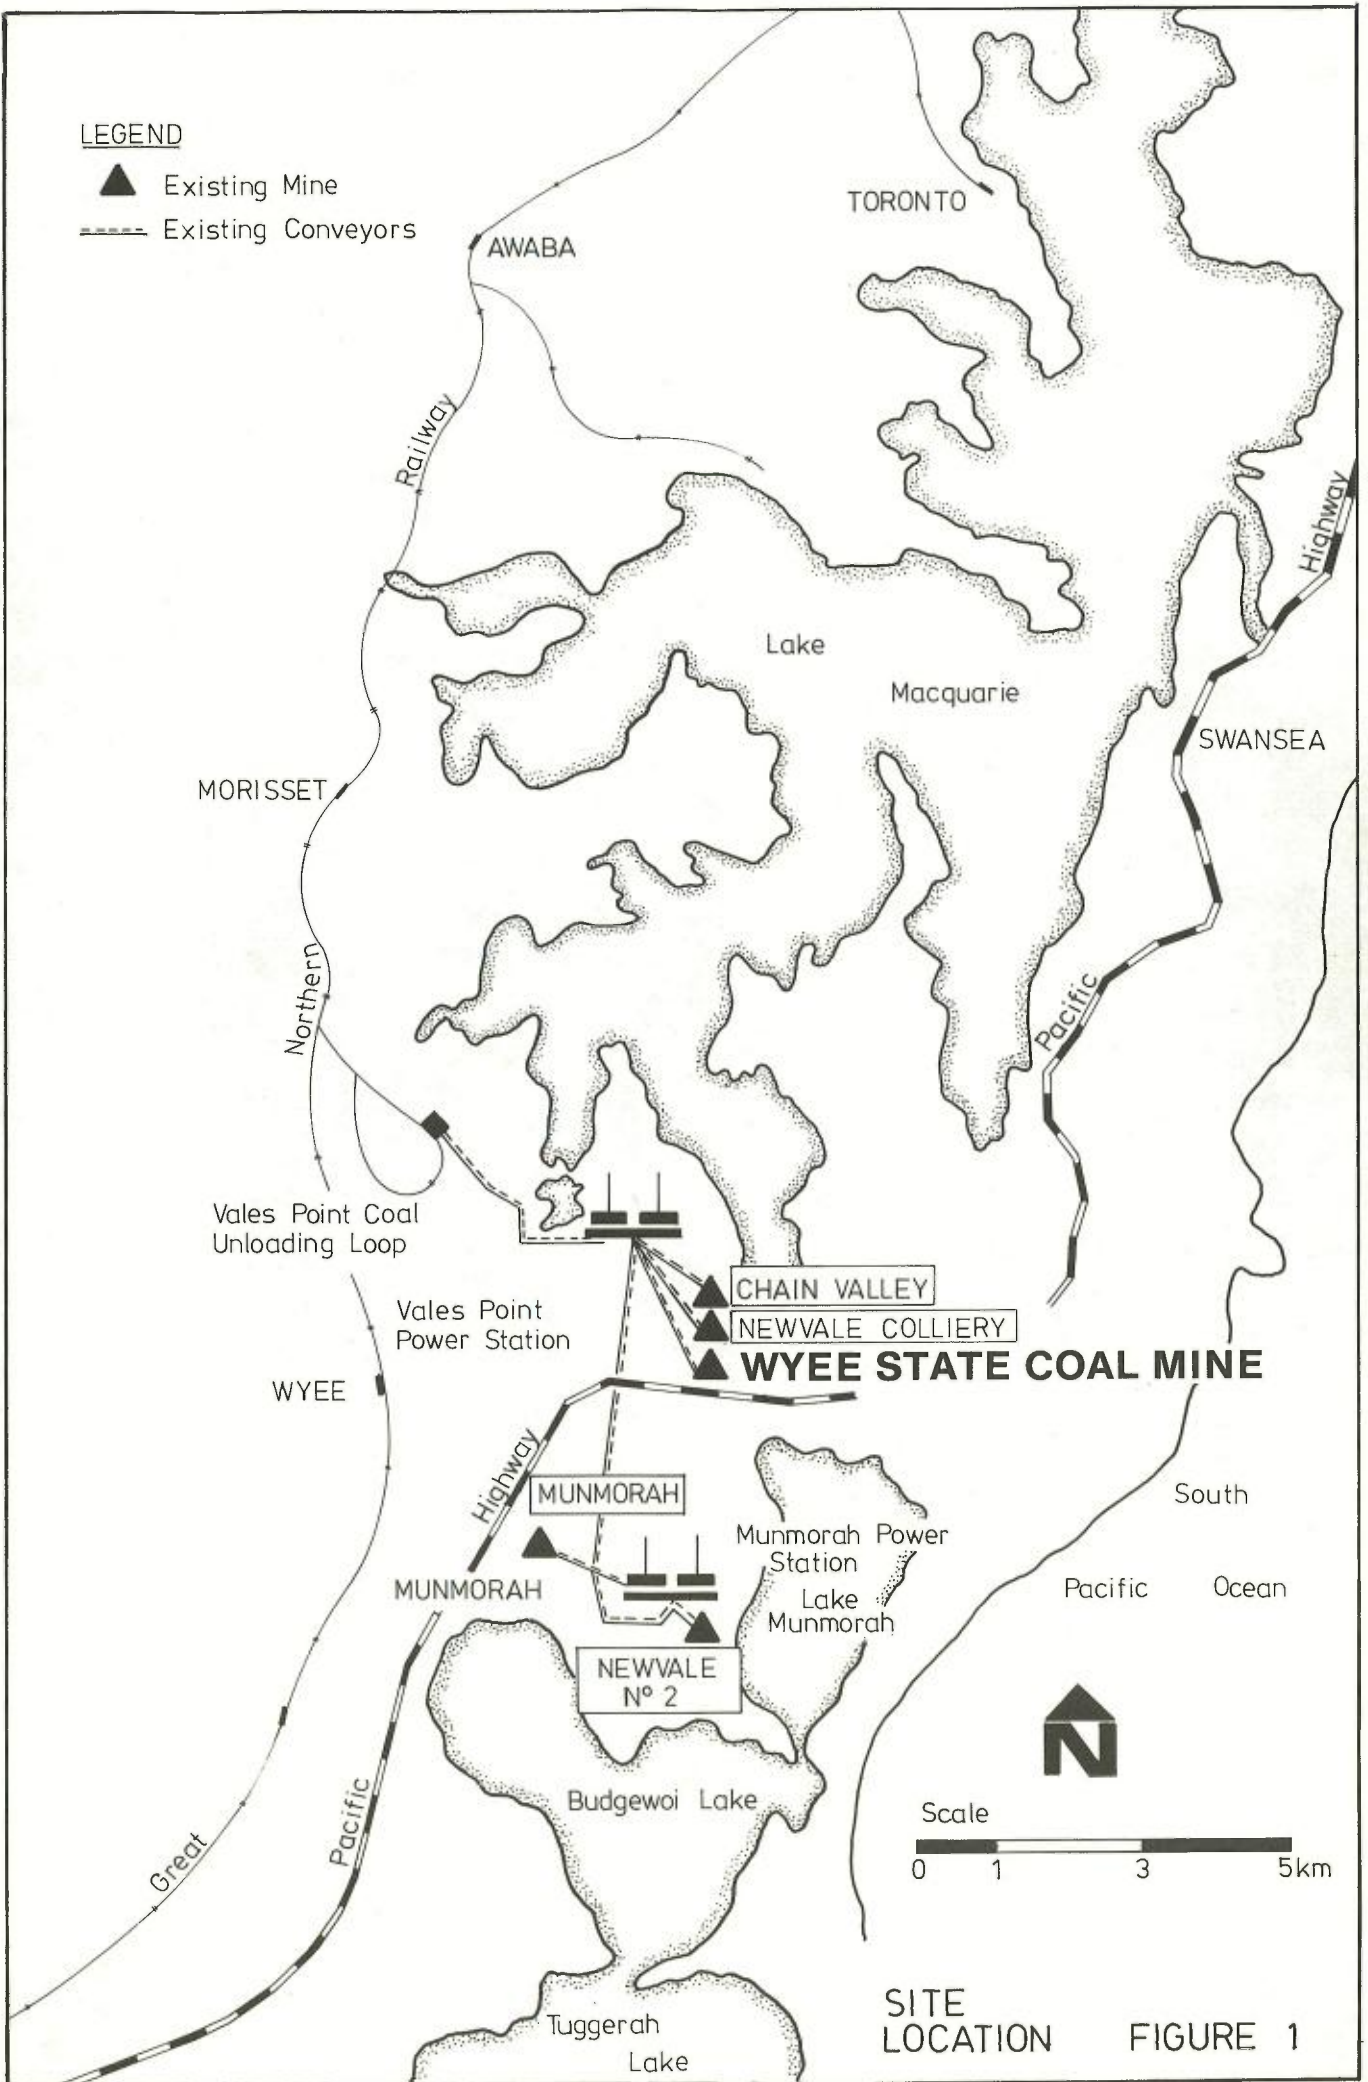 LEGEND
Existing Mine
Existing Conveyors
TORONTO
AWABA
Railway
Highway
Lake
Macquarie
SWANSEA
MORISSET
Northern
Pacific
Vales Point Coal
Unloading Loop
CHAIN VALLEY
Vales Point
Power Station
NEWVALE COLLIERY
WYEE STATE COAL MINE
WYEE
Highway
MUNMORAH
South
Munmorah Power
Station
MUNMORAH
Pacific Ocean
Lake
Munmorah
NEWVALE
Nº 2
N
Budgewoi Lake
Pacific
Scale
0 1 3 5km
Great
SITE
LOCATION FIGURE 1
Tuggerah
Lake